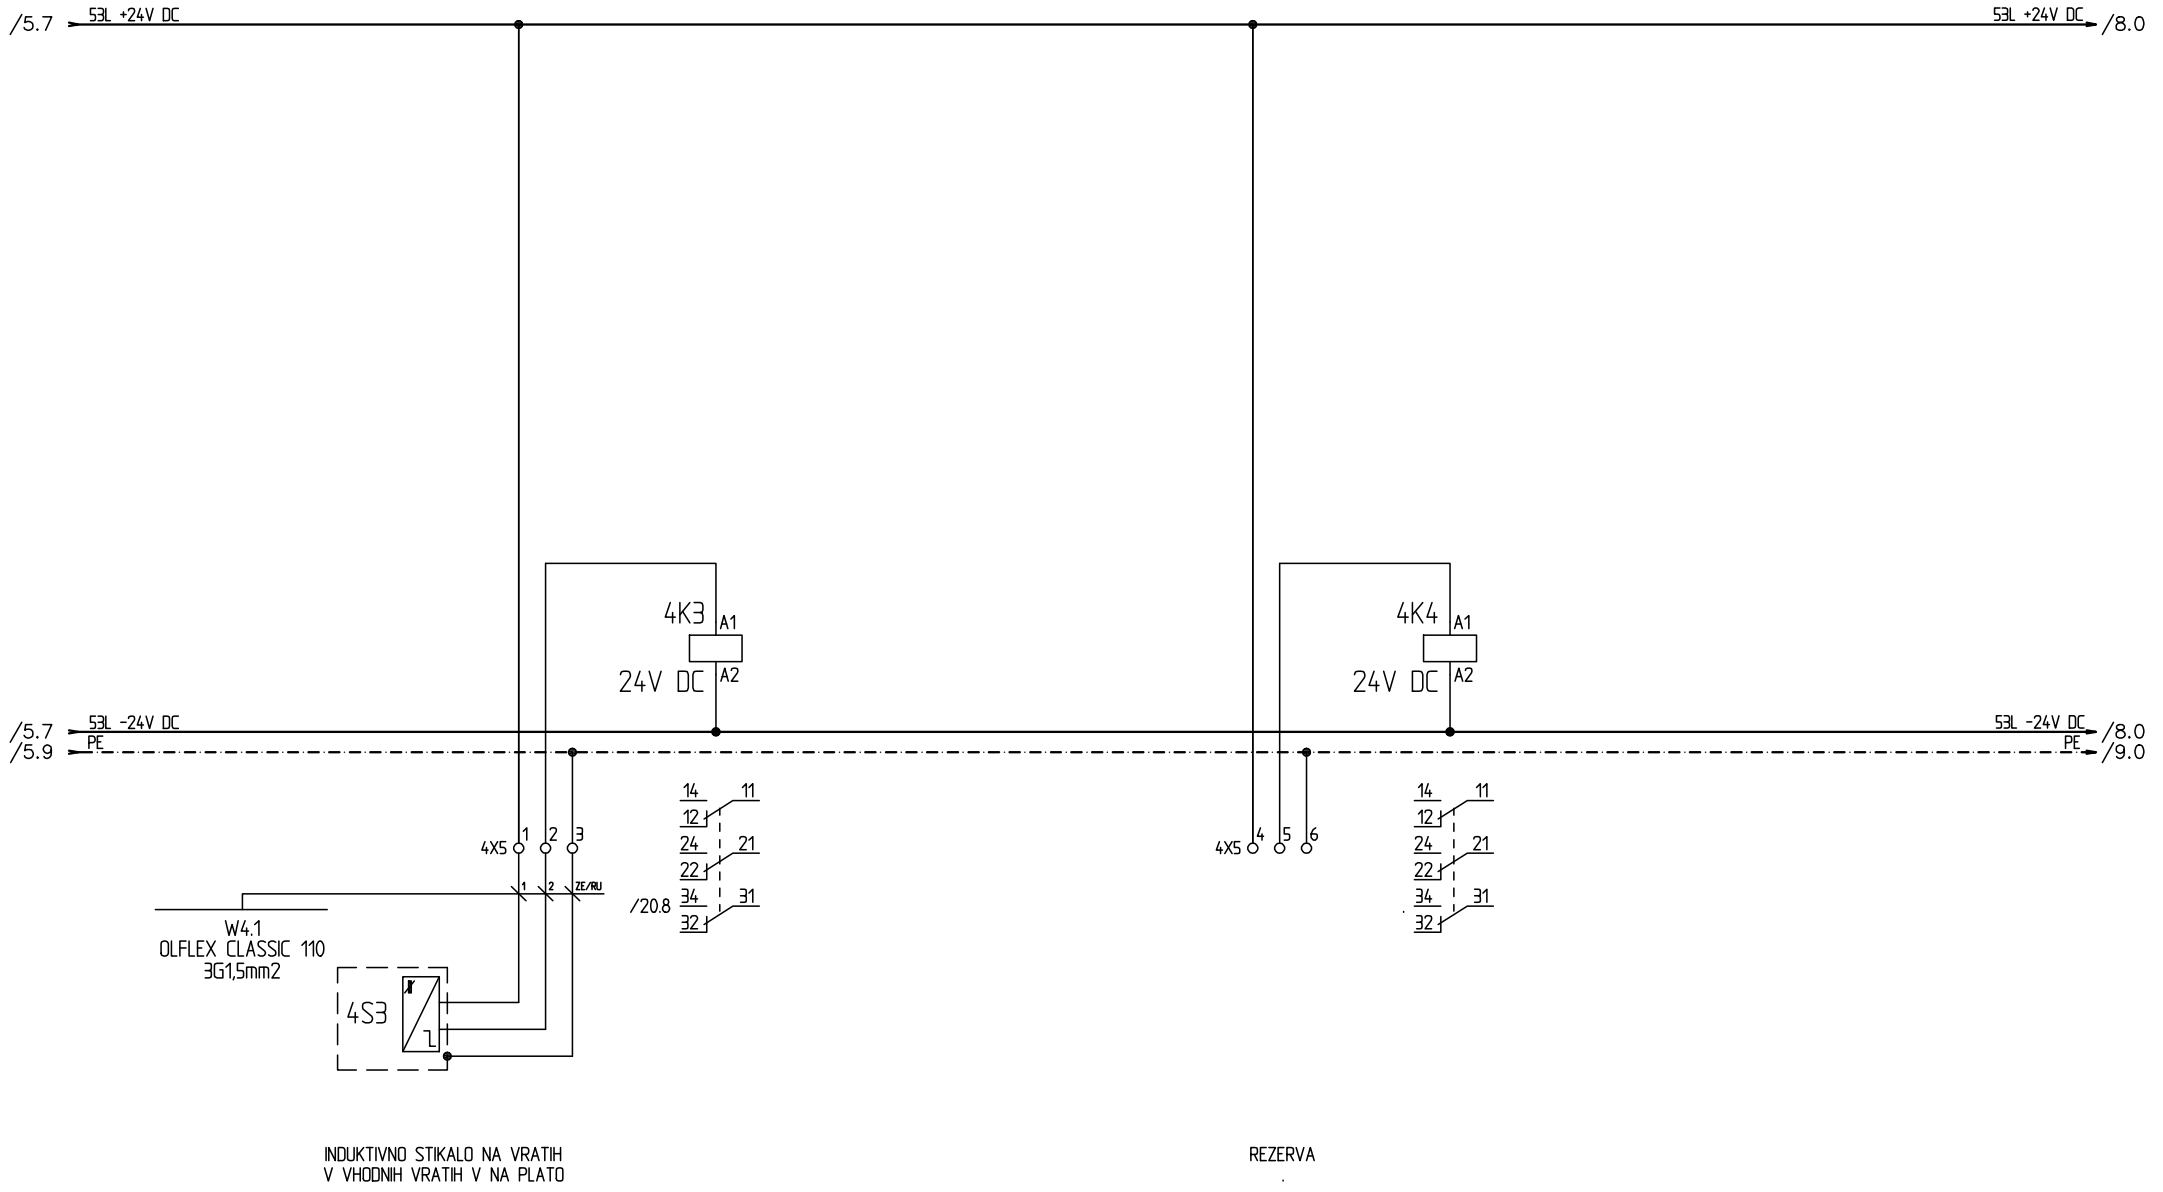 /5.7 53L +24V DC 53L +24V DC /8.0
4K3 A1
24V DC A2
4K4 A1
24V DC A2
/5.7 53L -24V DC 53L -24V DC /8.0
/5.9 PE PE /9.0
14 11
12
24 21
22
/20.8 34 31
32
14 11
12
24 21
22
34 31
32
4X5 1 2 3
4X5 4 5 6
1 2 ZE/RU
W4.1
OLFLEX CLASSIC 110
3G1,5mm2
4S3
INDUKTIVNO STIKALO NA VRATIH
V VHODNIH VRATIH V NA PLATO
REZERVA